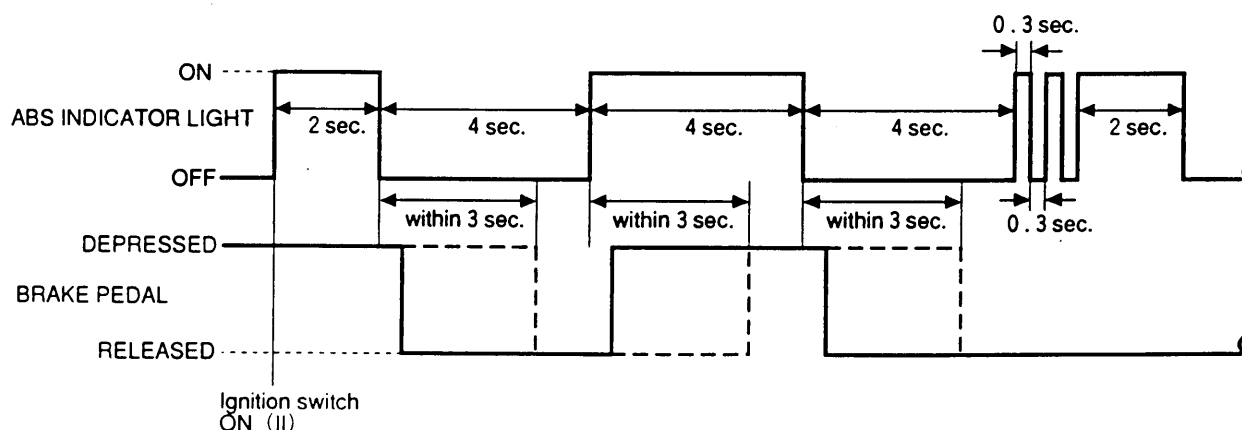 0.3 sec.
ON
ABS INDICATOR LIGHT
2 sec.
4 sec.
4 sec.
4 sec.
2 sec.
OFF
within 3 sec.
within 3 sec.
within 3 sec.
0.3 sec.
DEPRESSED
BRAKE PEDAL
RELEASED
Ignition switch
ON (II)